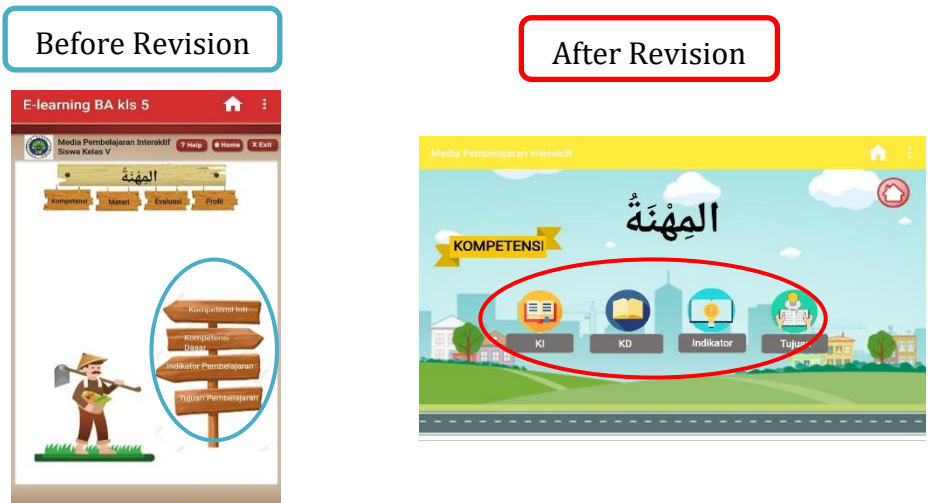 Before Revision
After Revision
E-learning BA kls 5
Media Pembelajaran Interaktif
Siswa Kelas V
? Help
Home
X Exit
المِهْنَةُ
Kompetensi
Materi
Evaluasi
Profil
Kompetensi Inti
Kompetensi
Dasar
Indikator Pembelajaran
Tujuan Pembelajaran
Media Pembelajaran Interaktif
المِهْنَةُ
KOMPETENSI
KI
KD
Indikator
Tujuan